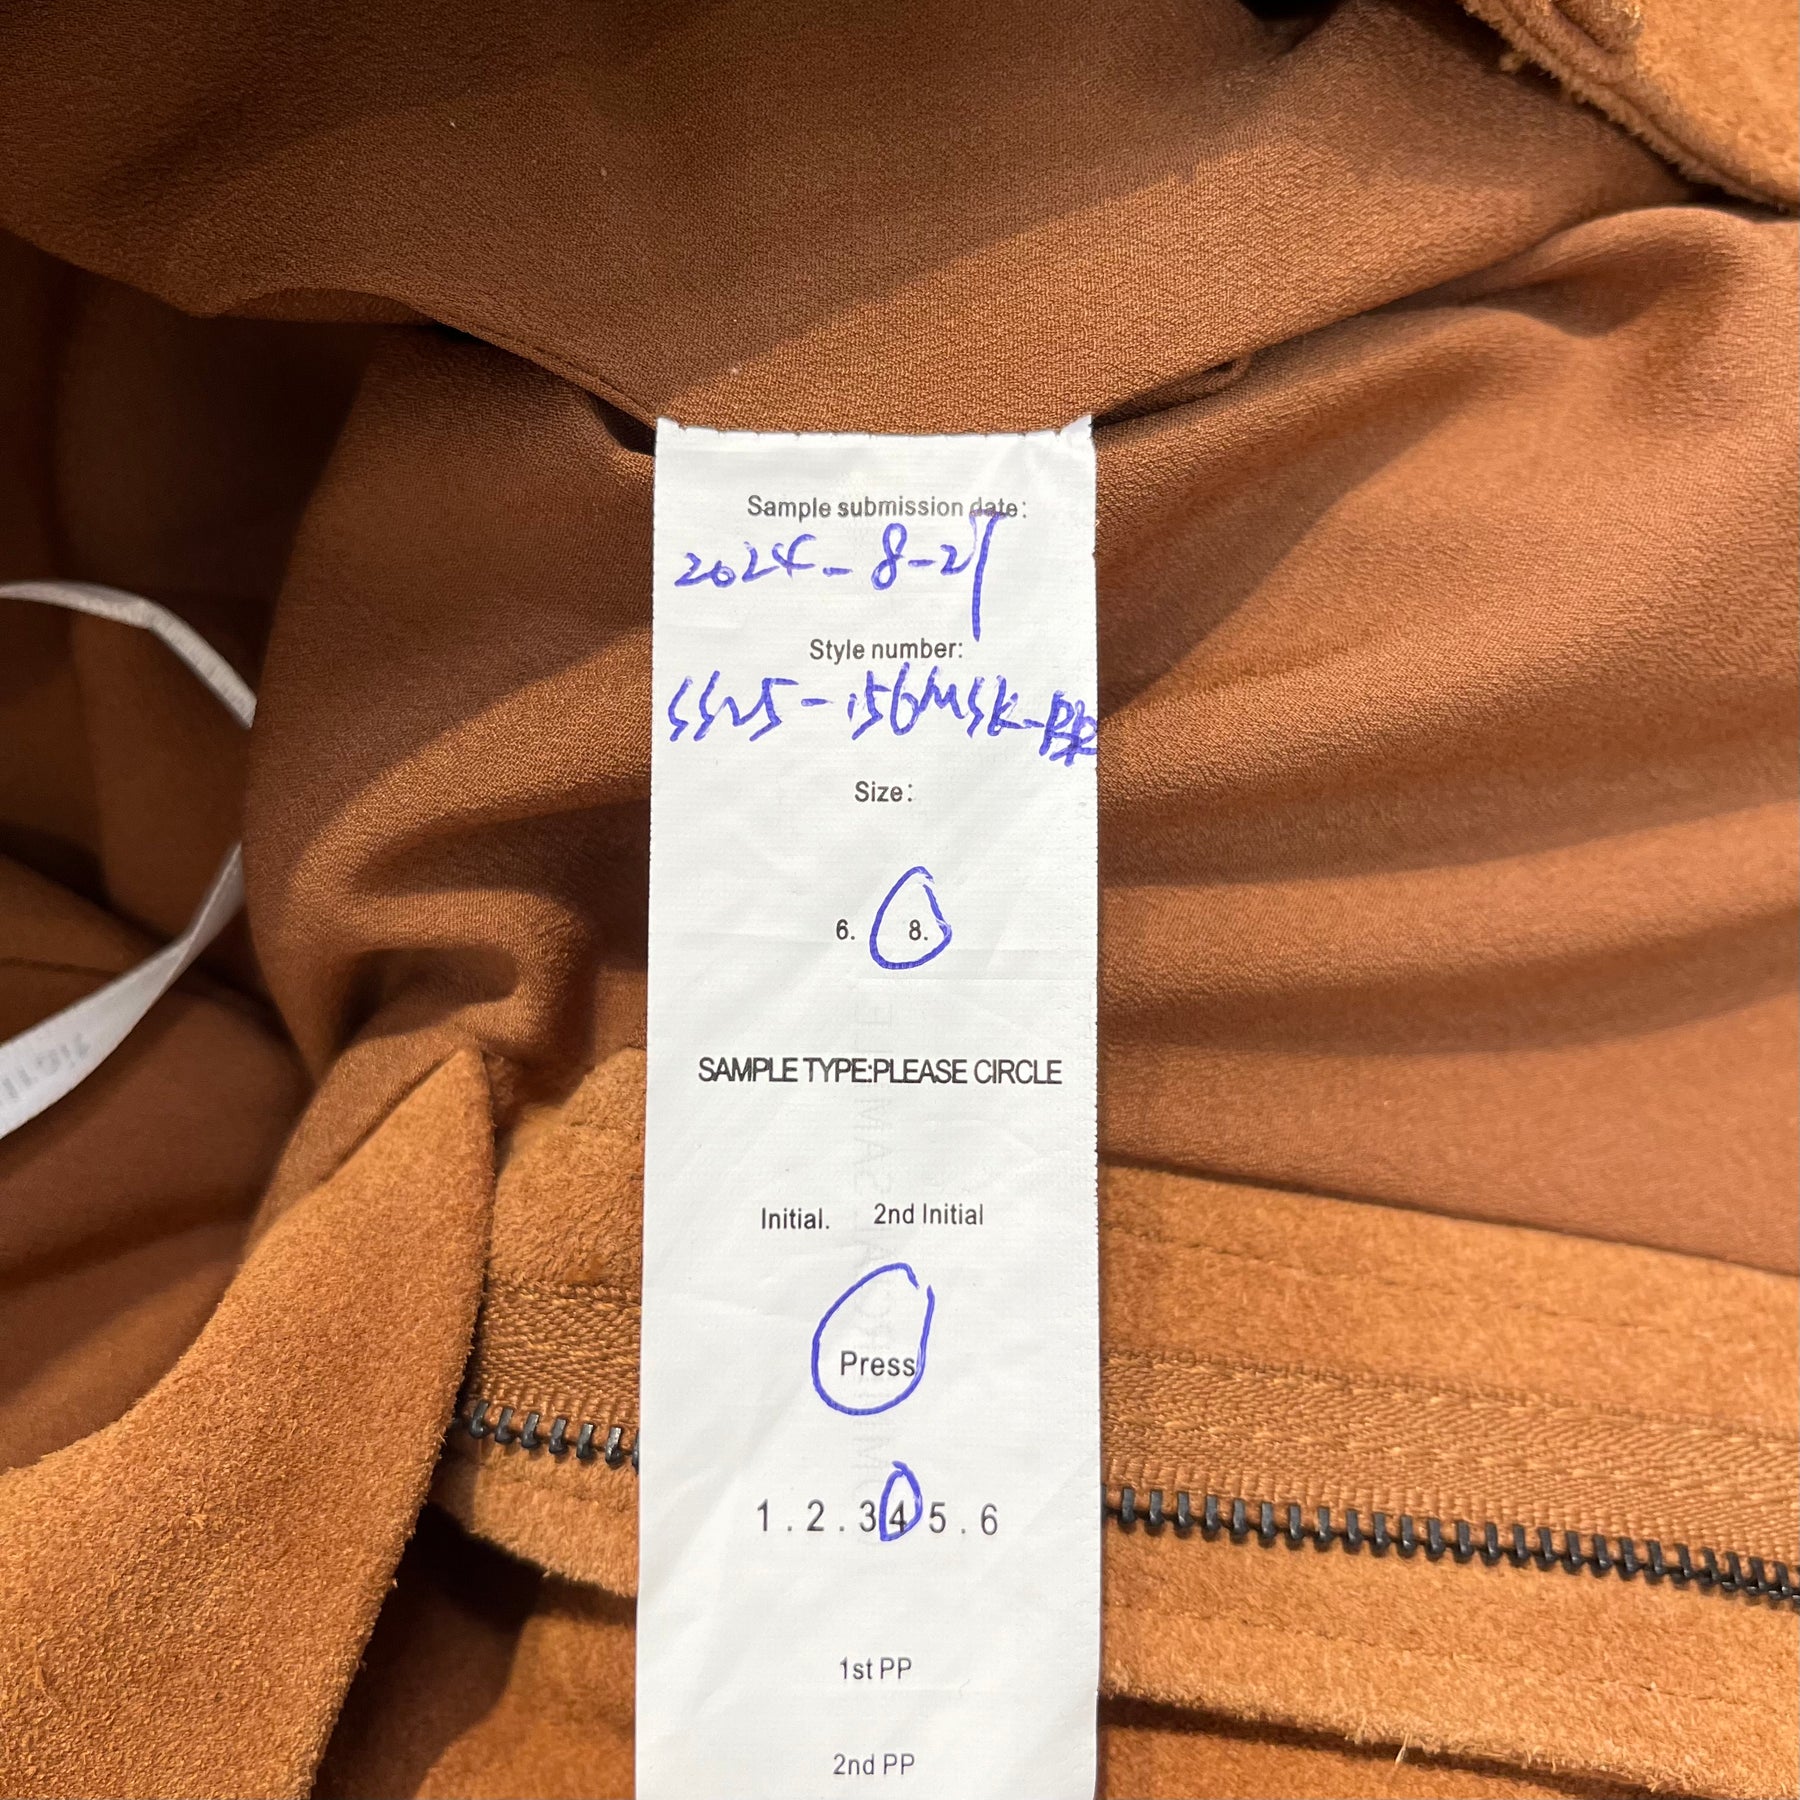 Sample submission date:
2024-8-27
Style number:
SS25-156MSK-
Size:
6. 8.
SAMPLE TYPE:PLEASE CIRCLE
Initial. 2nd Initial
Press
1.2.3 4 5.6
1st PP
2nd PP